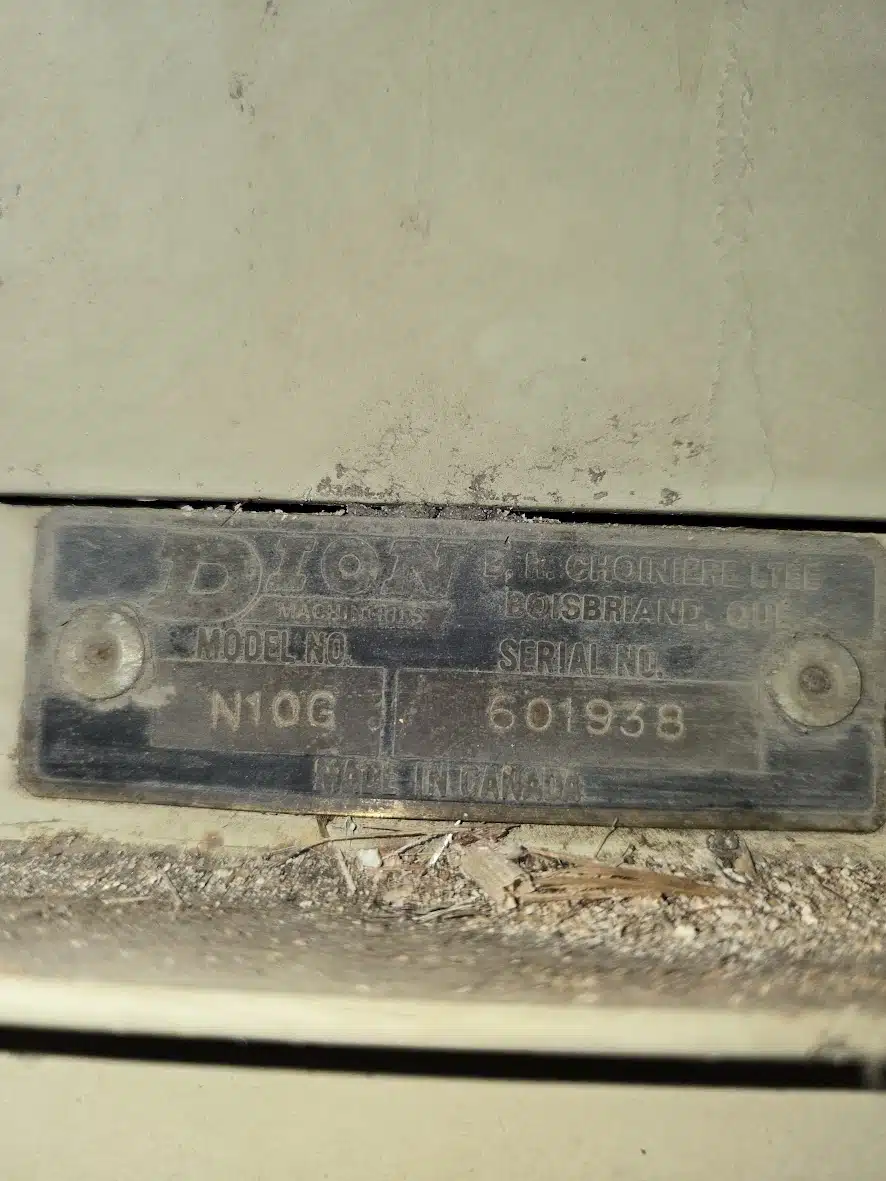 DION
MACHINERIES
B. M. CHOINIERE LTEE
BOISBRIAND, QUE.
MODEL NO.
SERIAL NO.
N10G
601938
MADE IN CANADA